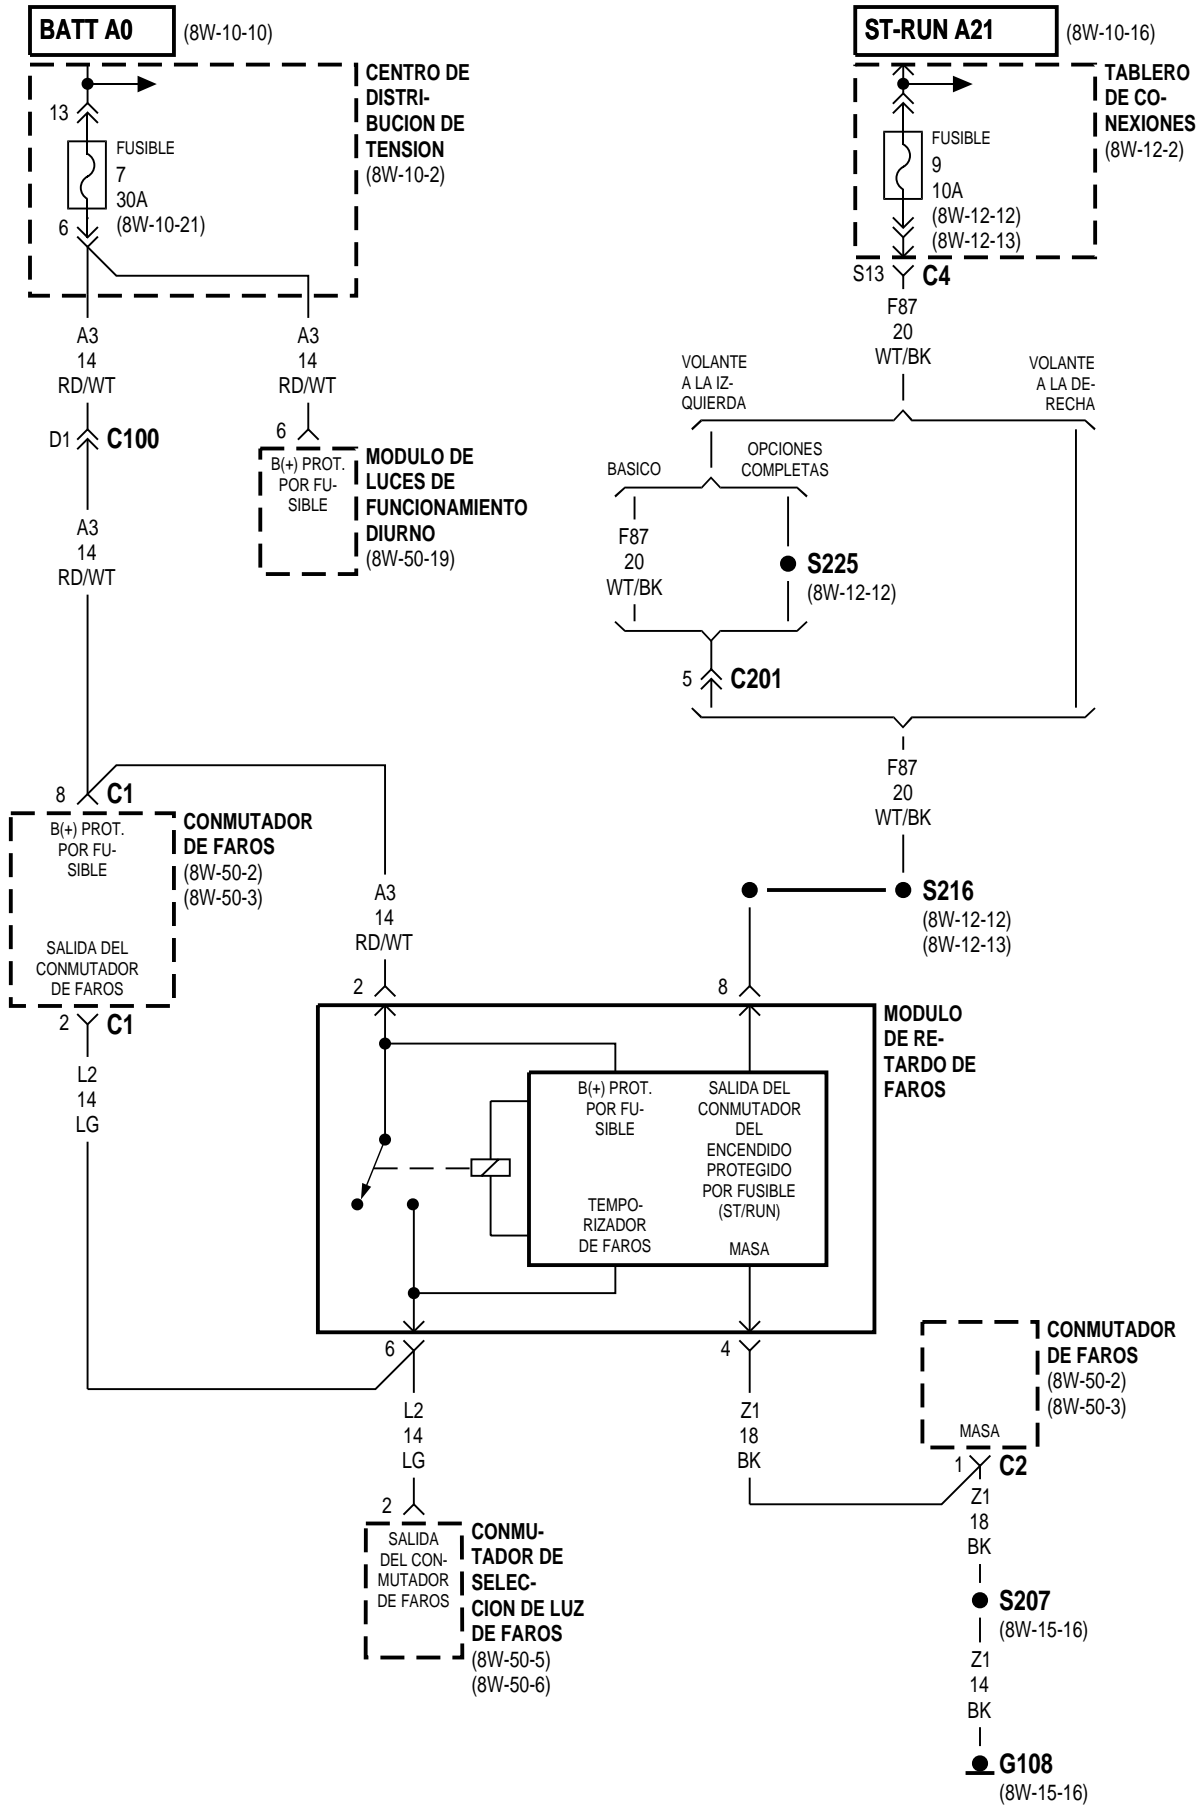 BATT A0
(8W-10-10)
CENTRO DE
DISTRI-
BUCION DE
TENSION
(8W-10-2)
13
FUSIBLE
7
30A
(8W-10-21)
6
A3
14
RD/WT
A3
14
RD/WT
D1
C100
6
B(+) PROT.
POR FU-
SIBLE
MODULO DE
LUCES DE
FUNCIONAMIENTO
DIURNO
(8W-50-19)
A3
14
RD/WT
ST-RUN A21
(8W-10-16)
TABLERO
DE CO-
NEXIONES
(8W-12-2)
FUSIBLE
9
10A
(8W-12-12)
(8W-12-13)
S13
C4
F87
20
WT/BK
VOLANTE
A LA IZ-
QUIERDA
VOLANTE
A LA DE-
RECHA
BASICO
OPCIONES
COMPLETAS
F87
20
WT/BK
S225
(8W-12-12)
5
C201
F87
20
WT/BK
S216
(8W-12-12)
(8W-12-13)
8
C1
B(+) PROT.
POR FU-
SIBLE
SALIDA DEL
CONMUTADOR
DE FAROS
CONMUTADOR
DE FAROS
(8W-50-2)
(8W-50-3)
2
C1
L2
14
LG
A3
14
RD/WT
2
8
MODULO
DE RE-
TARDO DE
FAROS
B(+) PROT.
POR FU-
SIBLE
SALIDA DEL
CONMUTADOR
DEL
ENCENDIDO
PROTEGIDO
POR FUSIBLE
(ST/RUN)
TEMPO-
RIZADOR
DE FAROS
MASA
6
4
L2
14
LG
Z1
18
BK
2
SALIDA
DEL CON-
MUTADOR
DE FAROS
CONMU-
TADOR DE
SELEC-
CION DE LUZ
DE FAROS
(8W-50-5)
(8W-50-6)
CONMUTADOR
DE FAROS
(8W-50-2)
(8W-50-3)
MASA
1
C2
Z1
18
BK
S207
(8W-15-16)
Z1
14
BK
G108
(8W-15-16)